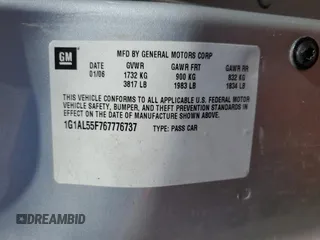 GM
MFD BY GENERAL MOTORS CORP
DATE GVWR GAWR FRT GAWR RR
01/06 1732 KG 900 KG 832 KG
3817 LB 1983 LB 1834 LB
THIS VEHICLE CONFORMS TO ALL APPLICABLE U.S. FEDERAL MOTOR
VEHICLE SAFETY, BUMPER, AND THEFT PREVENTION STANDARDS
IN EFFECT ON THE DATE OF MANUFACTURE SHOWN ABOVE.
1G1AL55F767776737 TYPE: PASS CAR
DREAMBID